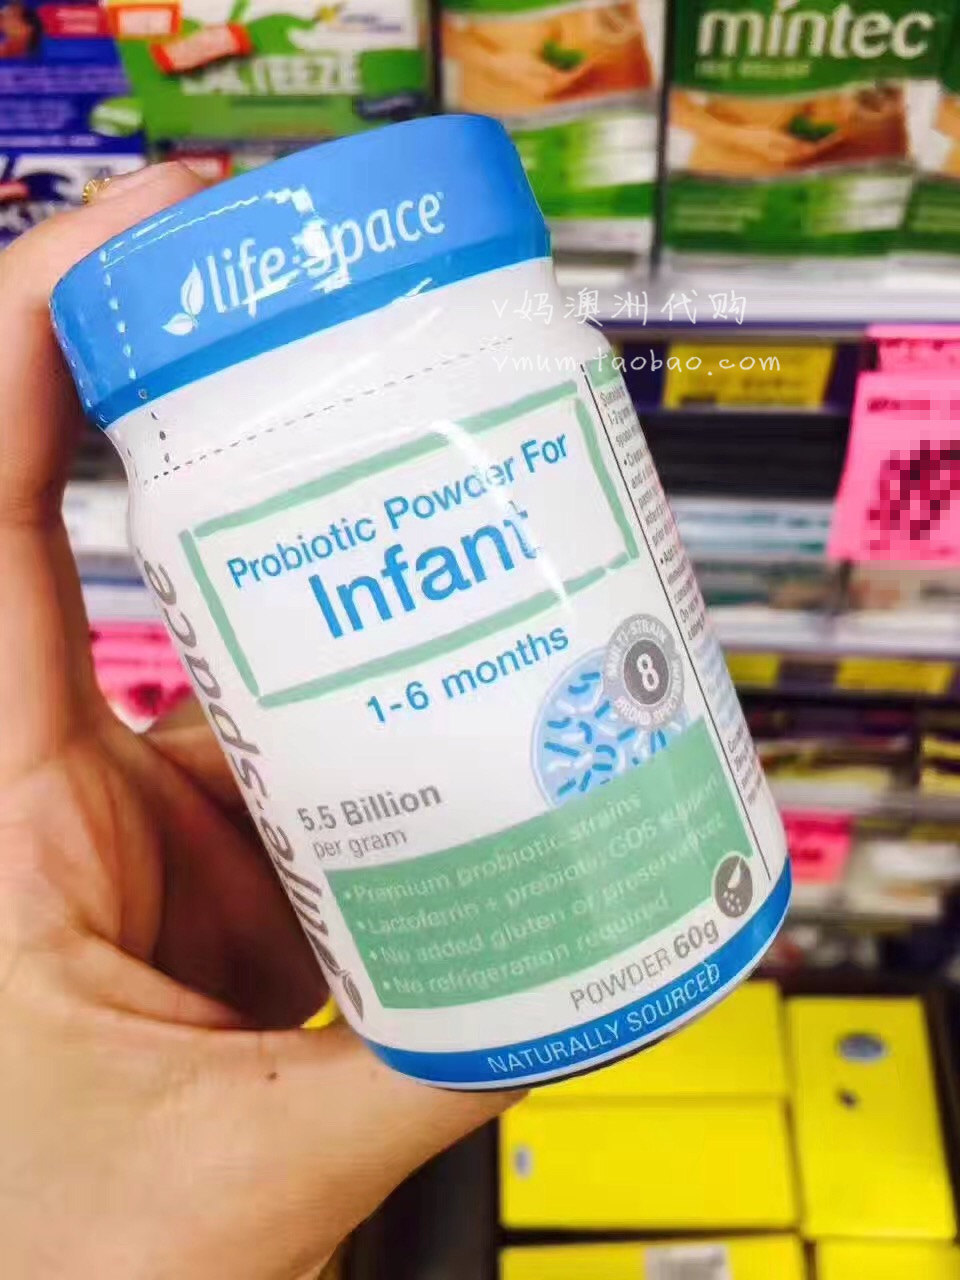 mintec
life·space
v妈澳洲代购
vmum.taobao.com
Probiotic Powder For
Infant
1-6 months
life·space
MULTI-STRAIN
8
5.5 Billion
per gram
•Premium probiotic strains
•Lactoferrin + prebiotic GOS support
•No added gluten or preservatives
•No refrigeration required
POWDER 60g
NATURALLY SOURCED